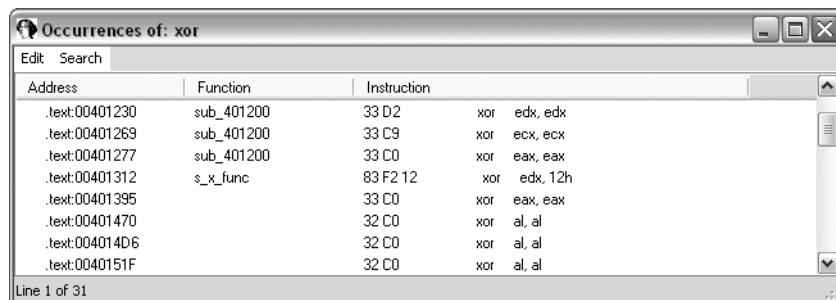 Occurrences of: xor
Edit Search
Address Function Instruction
.text:00401230 sub_401200 33 D2 xor edx, edx
.text:00401269 sub_401200 33 C9 xor ecx, ecx
.text:00401277 sub_401200 33 C0 xor eax, eax
.text:00401312 s_x_func 83 F2 12 xor edx, 12h
.text:00401395 33 C0 xor eax, eax
.text:00401470 32 C0 xor al, al
.text:004014D6 32 C0 xor al, al
.text:0040151F 32 C0 xor al, al
Line 1 of 31